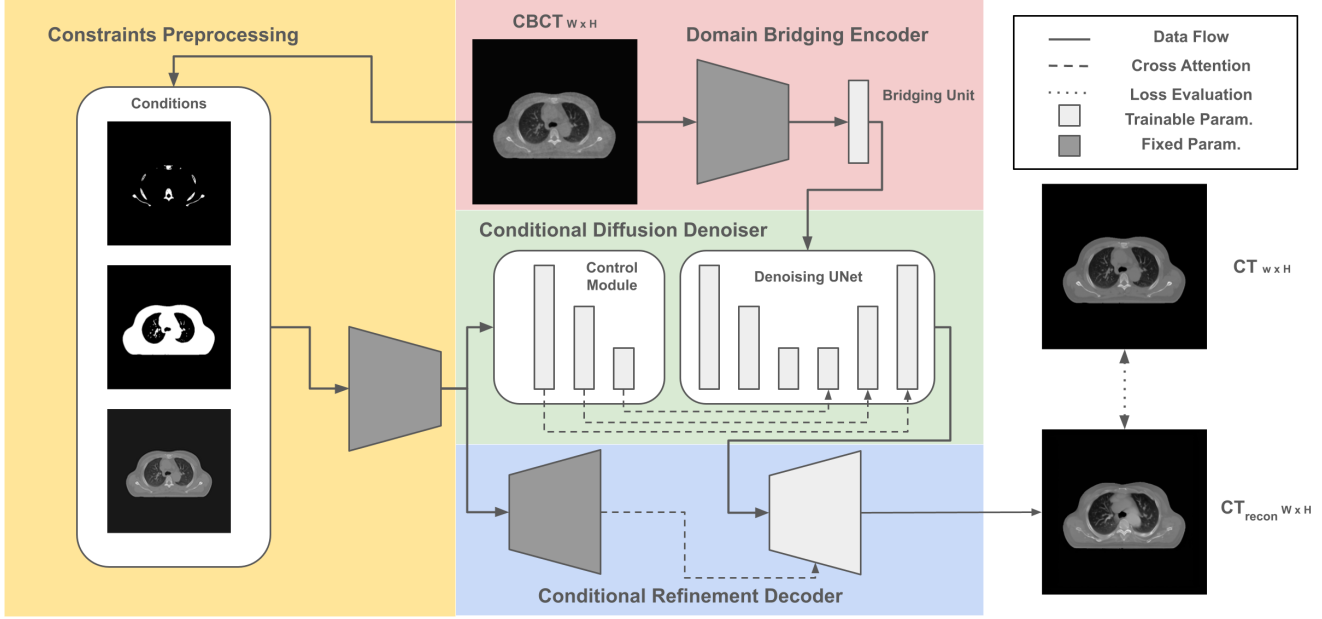 Constraints Preprocessing
Conditions
CBCT W x H
Domain Bridging Encoder
Bridging Unit
Data Flow
Cross Attention
Loss Evaluation
Trainable Param.
Fixed Param.
Conditional Diffusion Denoiser
Control
Module
Denoising UNet
CT W x H
CTrecon W x H
Conditional Refinement Decoder